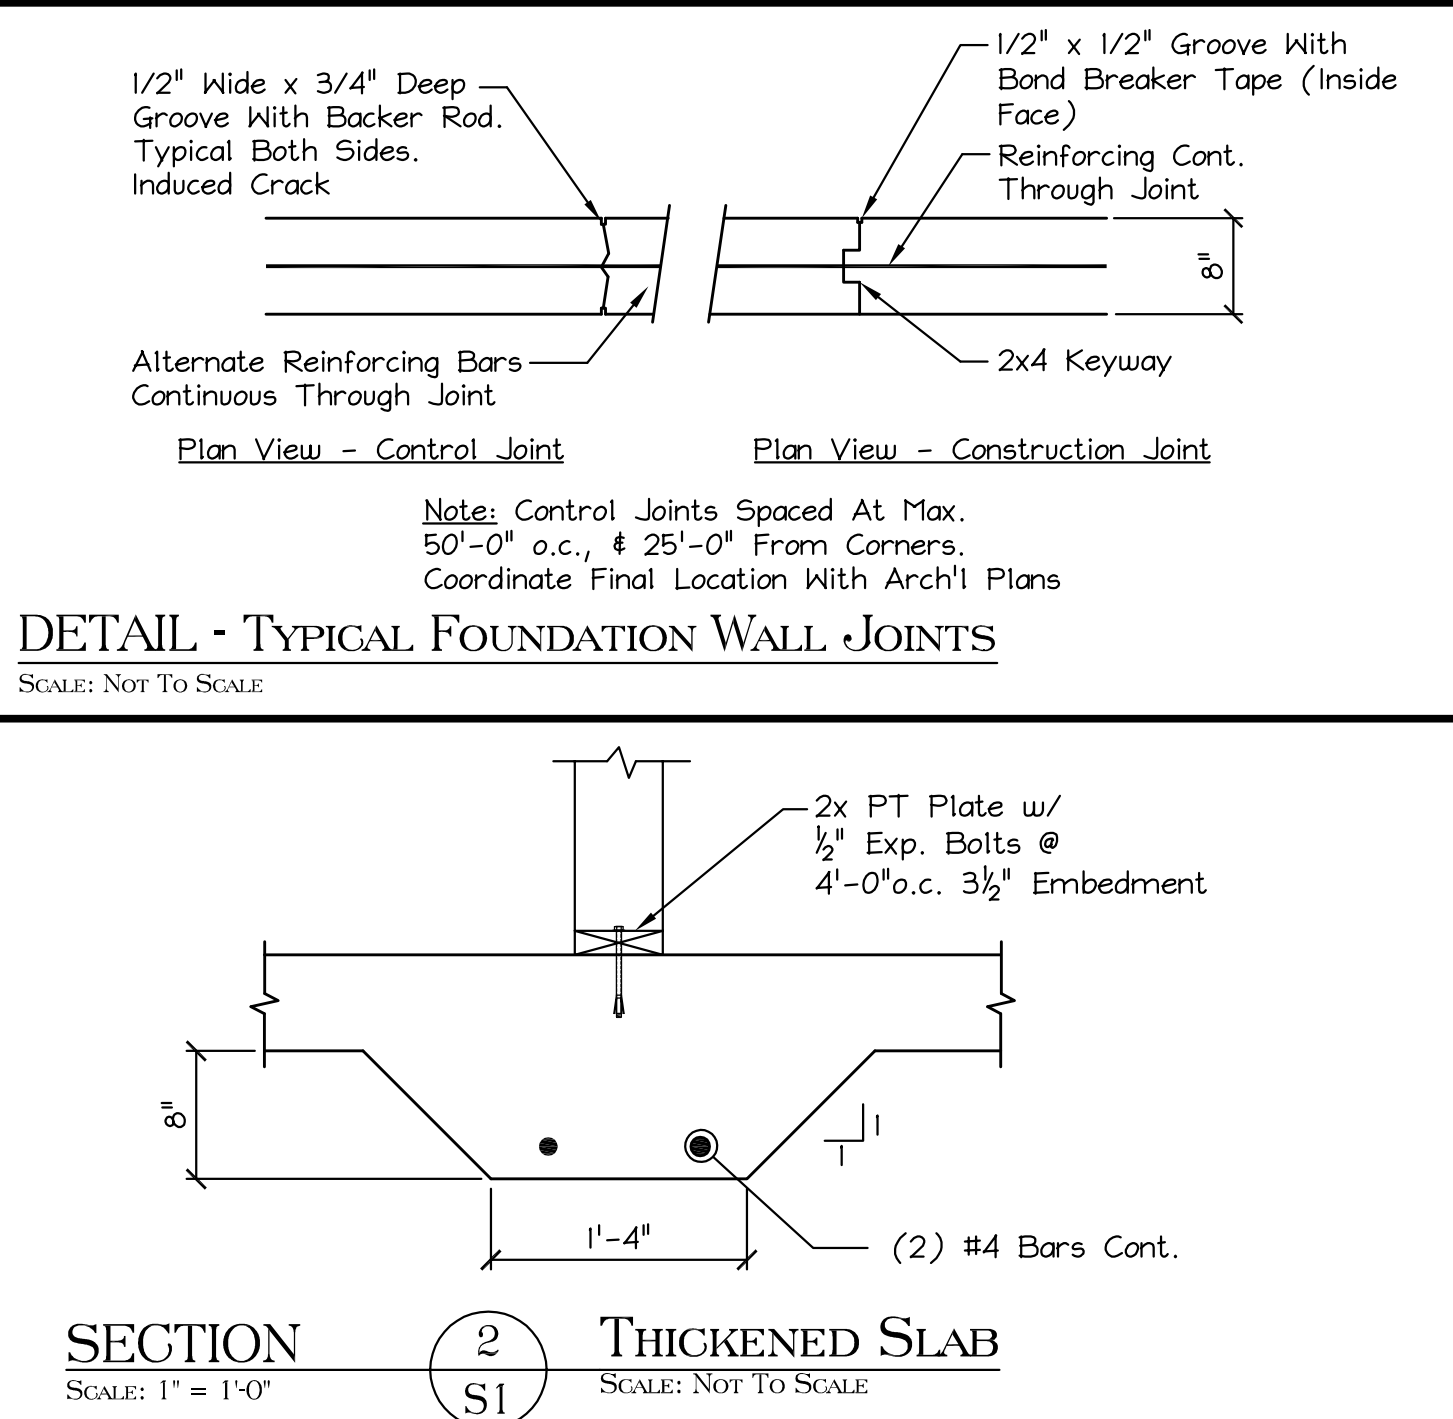 1/2" Wide x 3/4" Deep
Groove With Backer Rod.
Typical Both Sides.
Induced Crack
1/2" x 1/2" Groove With
Bond Breaker Tape (Inside
Face)
Reinforcing Cont.
Through Joint
8"
Alternate Reinforcing Bars
Continuous Through Joint
2x4 Keyway
Plan View - Control Joint
Plan View - Construction Joint
Note: Control Joints Spaced At Max.
50'-0" o.c., & 25'-0" From Corners.
Coordinate Final Location With Arch'l Plans
DETAIL - Typical Foundation Wall Joints
Scale: Not To Scale
2x PT Plate w/
½" Exp. Bolts @
4'-0"o.c. 3½" Embedment
8"
1
1
1'-4"
(2) #4 Bars Cont.
SECTION
Scale: 1" = 1'-0"
2
S1
Thickened Slab
Scale: Not To Scale